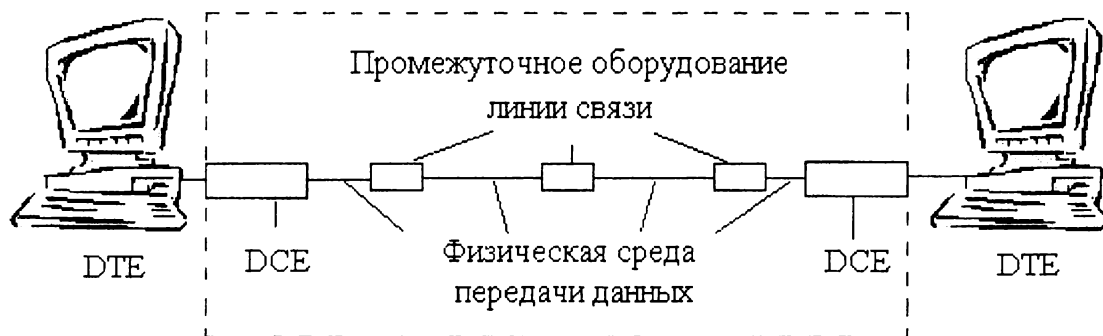 Промежуточное оборудование
линии связи
DTE
DCE
Физическая среда
передачи данных
DCE
DTE